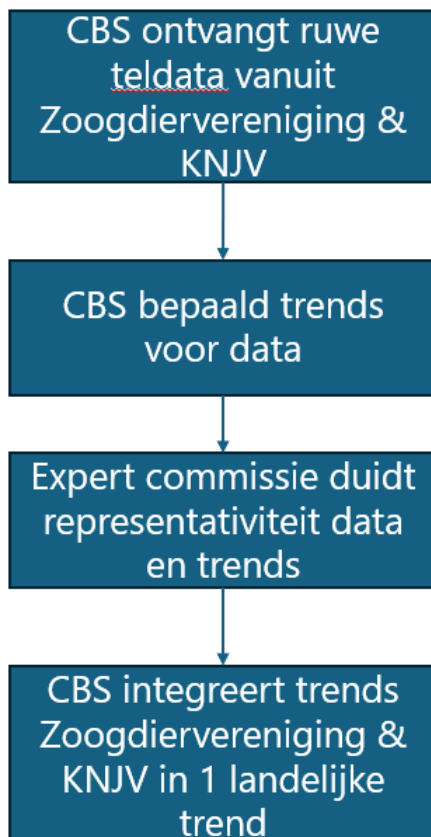 CBS ontvangt ruwe
teldata vanuit
Zoogdiervereniging &
KNJV
CBS bepaald trends
voor data
Expert commissie duidt
representativiteit data
en trends
CBS integreert trends
Zoogdiervereniging &
KNJV in 1 landelijke
trend